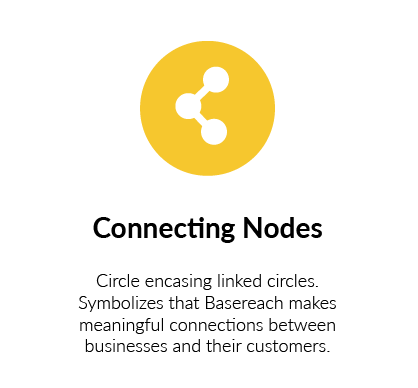 Connecting Nodes
Circle encasing linked circles.
Symbolizes that Basereach makes
meaningful connections between
businesses and their customers.